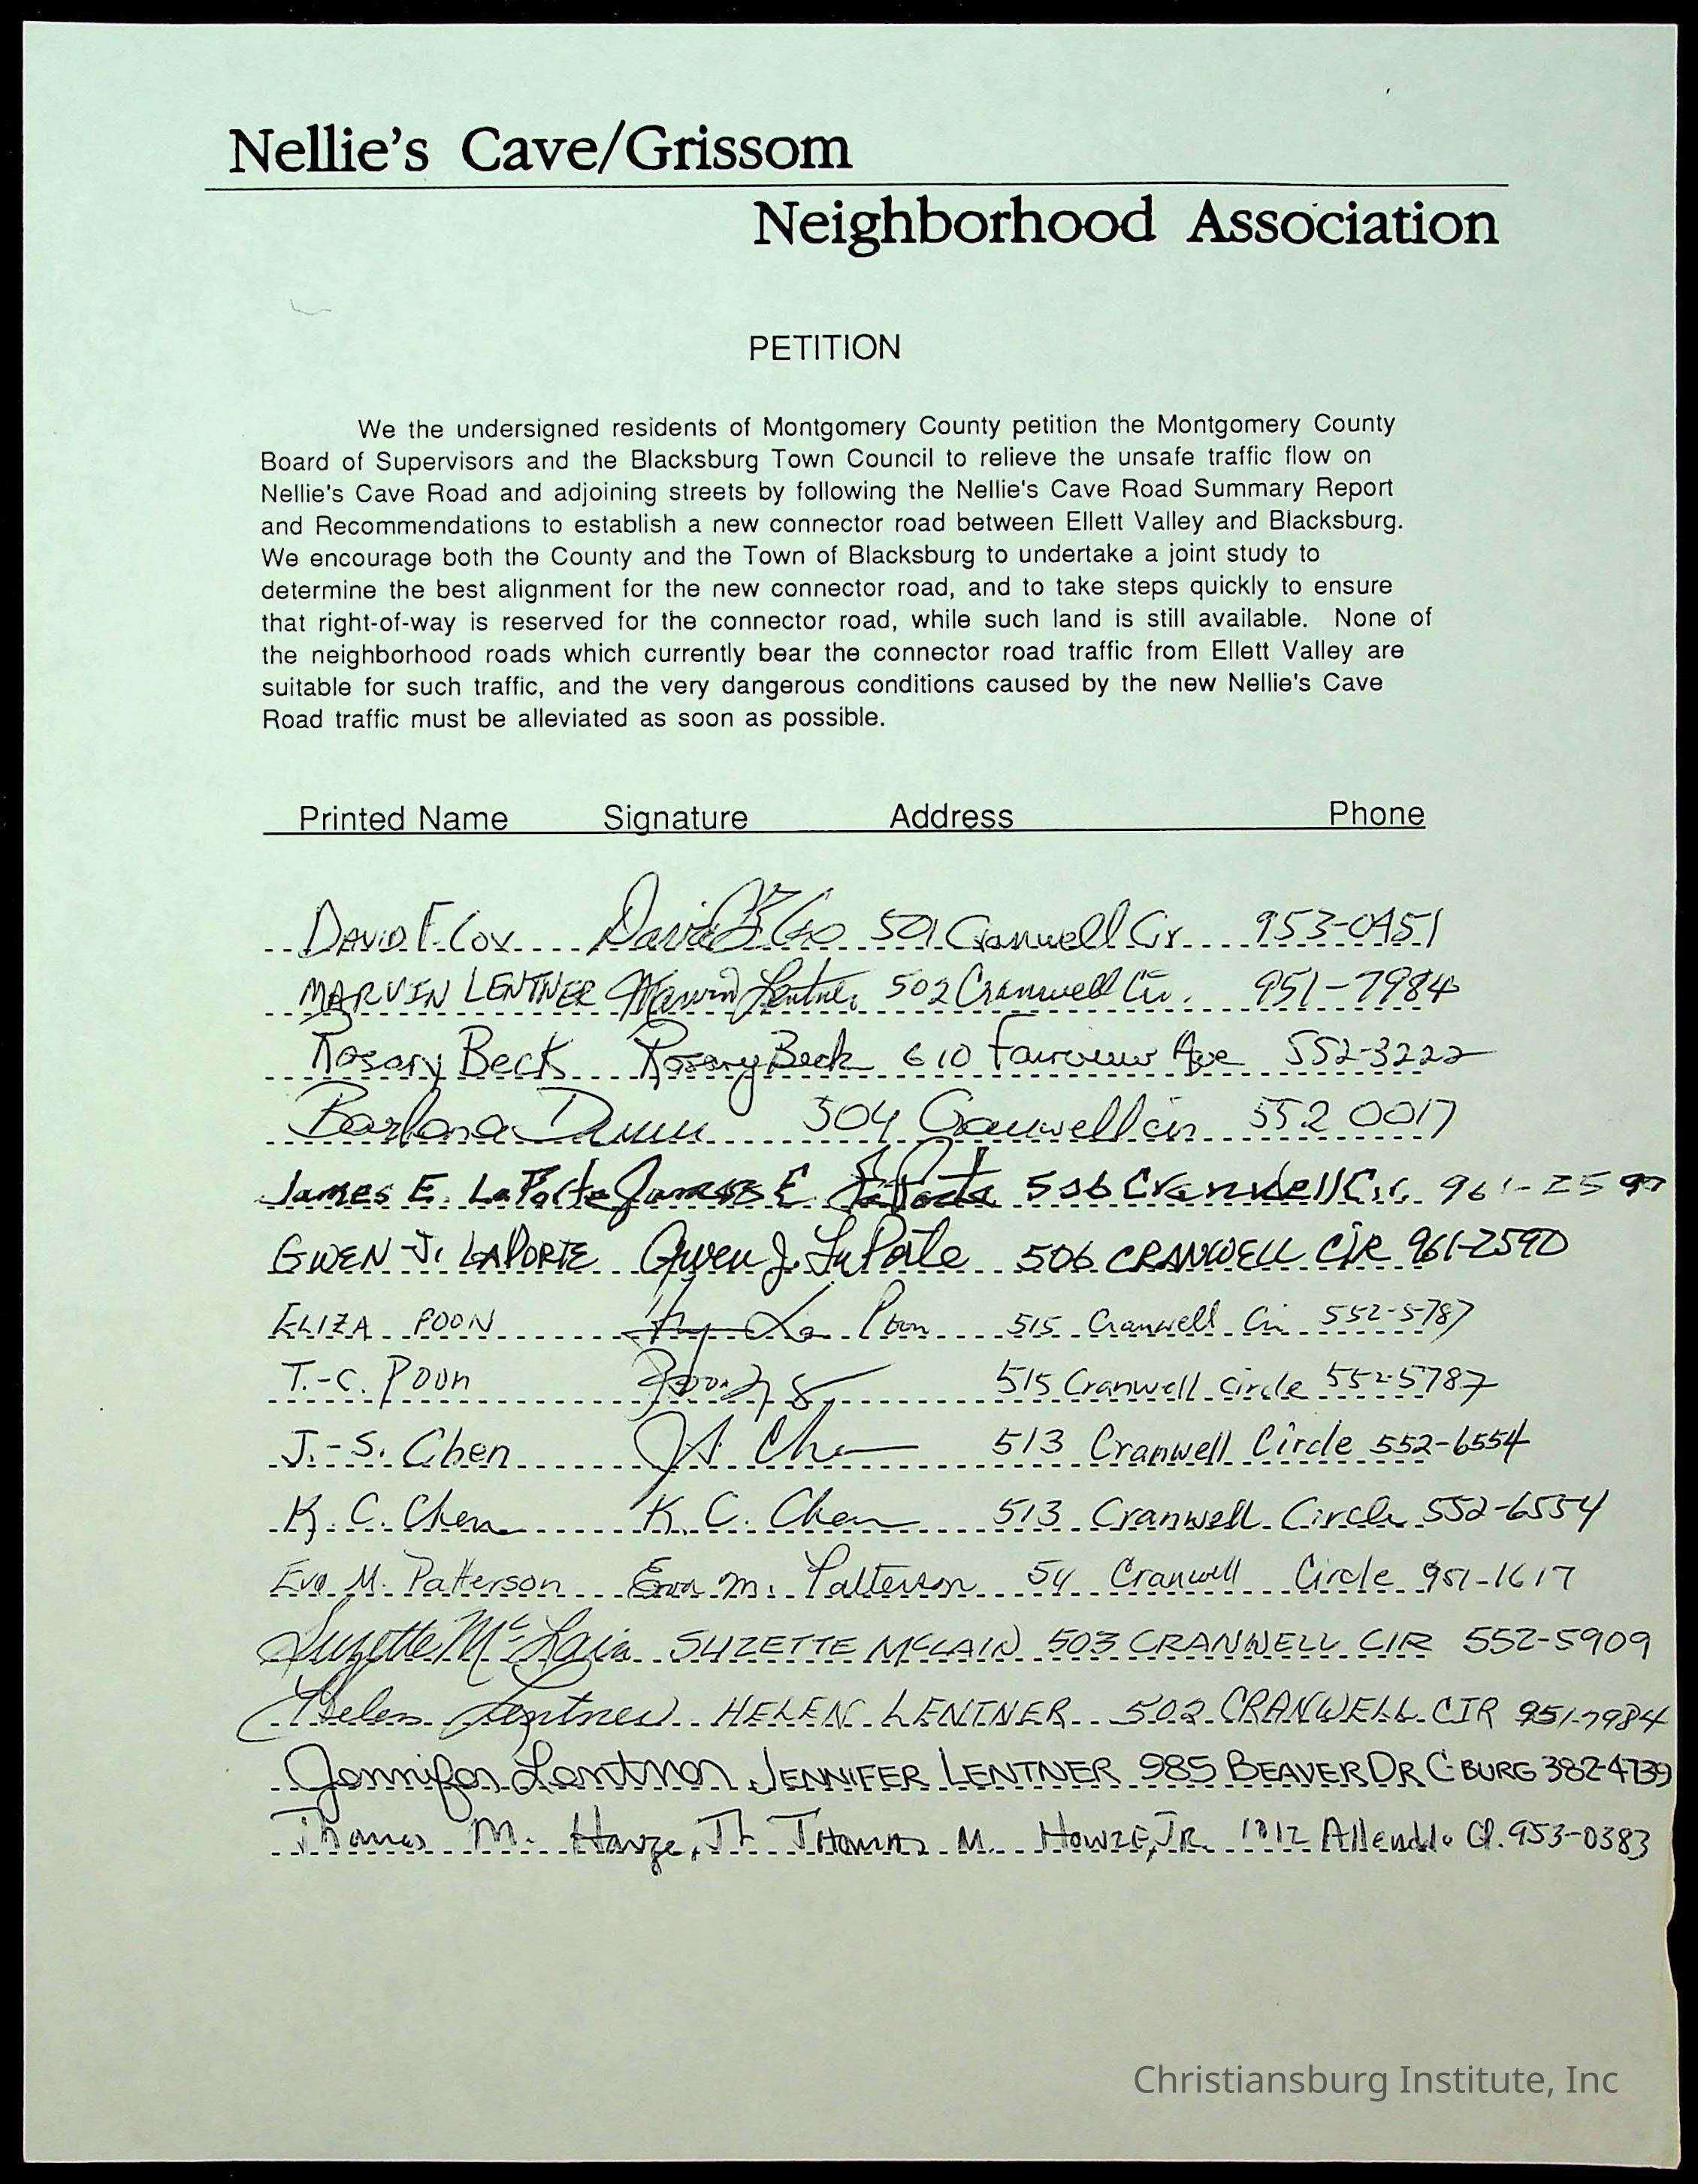 Nellie's Cave/Grissom
Neighborhood Association
PETITION
We the undersigned residents of Montgomery County petition the Montgomery County
Board of Supervisors and the Blacksburg Town Council to relieve the unsafe traffic flow on
Nellie's Cave Road and adjoining streets by following the Nellie's Cave Road Summary Report
and Recommendations to establish a new connector road between Ellett Valley and Blacksburg.
We encourage both the County and the Town of Blacksburg to undertake a joint study to
determine the best alignment for the new connector road, and to take steps quickly to ensure
that right-of-way is reserved for the connector road, while such land is still available. None of
the neighborhood roads which currently bear the connector road traffic from Ellett Valley are
suitable for such traffic, and the very dangerous conditions caused by the new Nellie's Cave
Road traffic must be alleviated as soon as possible.
Printed Name Signature Address Phone
DAVID F. Cox David F Cox 501 Cranwell Cir 953-0451
MARVIN LENTNER Marvin Lentner 502 Cranwell Cir. 951-7984
Rosary Beck Rosary Beck 610 Fairview Ave 552-3222
Barbara Dunn 504 Cranwell cir 552 0017
James E. LaPorte James E. LaPorte 506 Cranwell Cir. 961-2590
GWEN J. LAPORTE Gwen J. LaPorte 506 CRANWELL CIR 961-2590
ELIZA POON Poon 515 Cranwell Cir 552-5787
T.-C. Poon 515 Cranwell circle 552-5787
J.-S. Chen J S Chen 513 Cranwell Circle 552-6554
K. C. Chen K. C. Chen 513 Cranwell Circle 552-6554
Eva M. Patterson Eva M. Patterson Cranwell Circle 951-1617
Suzette McLain SUZETTE MCLAIN 503 CRANWELL CIR 552-5909
Helen Lentner HELEN LENTNER 502 CRANWELL CIR 951-7984
Jennifer Lentner JENNIFER LENTNER 985 BEAVER DR C-BURG 382-4739
Thomas M. Howze, Jr THOMAS M. HOWZE, JR. 1312 Allendale Ct. 953-0383
Christiansburg Institute, Inc